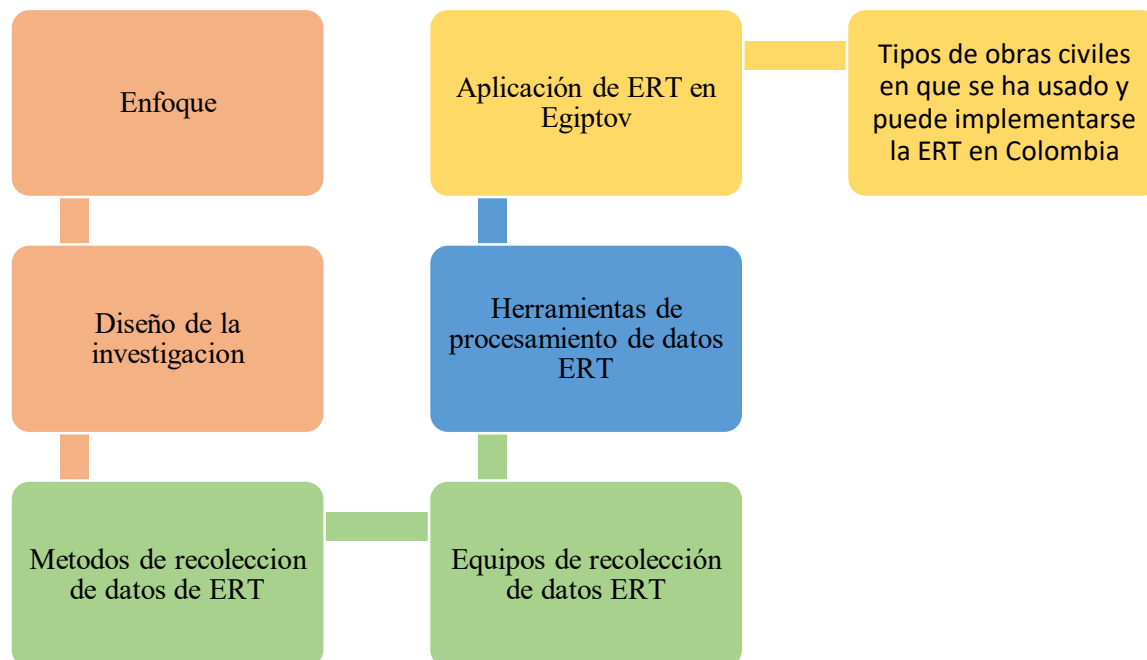 Enfoque
Diseño de la
investigacion
Metodos de recoleccion
de datos de ERT
Equipos de recolección
de datos ERT
Herramientas de
procesamiento de datos
ERT
Aplicación de ERT en
Egiptov
Tipos de obras civiles
en que se ha usado y
puede implementarse
la ERT en Colombia